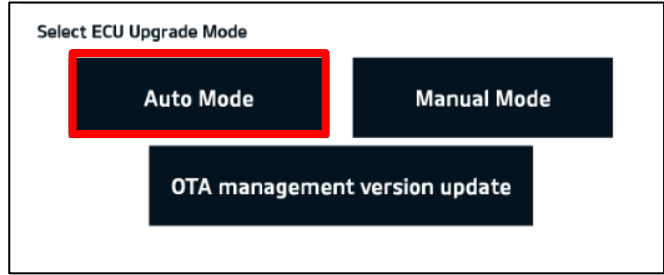 Select ECU Upgrade Mode
Auto Mode
Manual Mode
OTA management version update